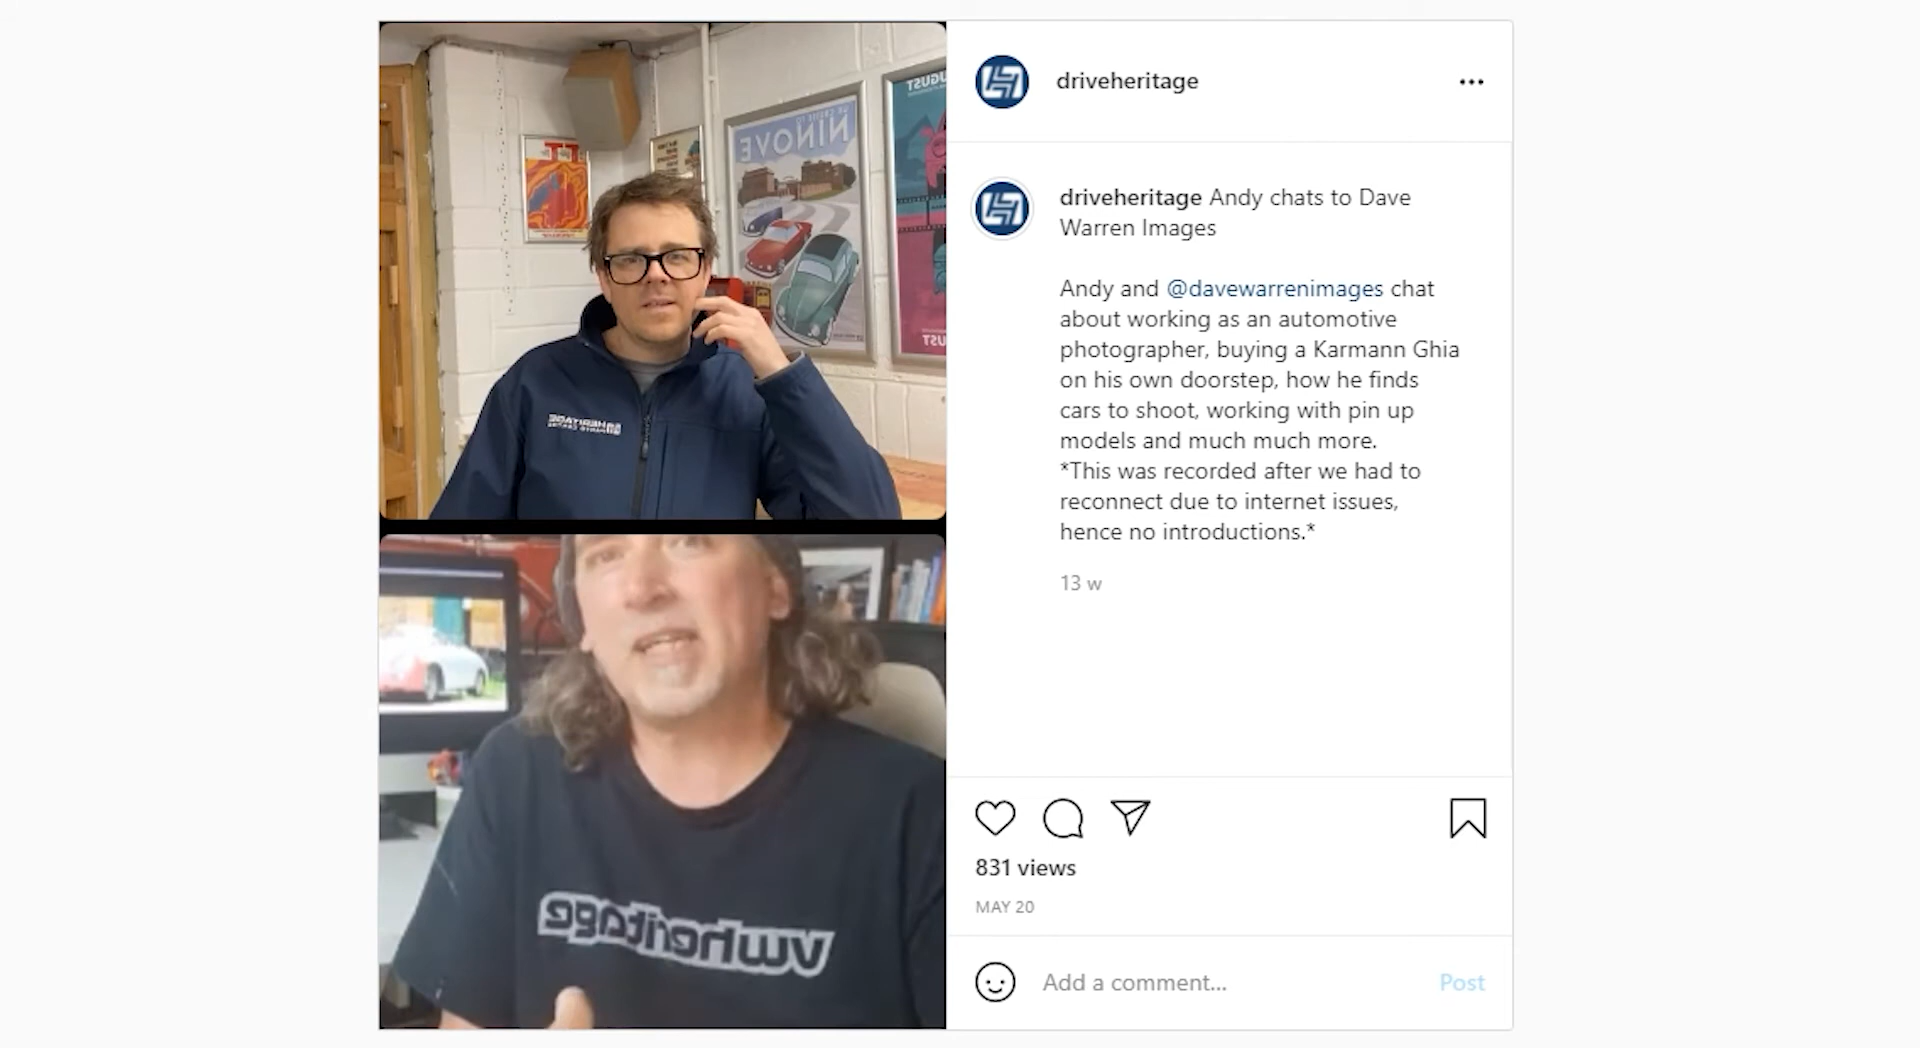 driveheritage
driveheritage Andy chats to Dave
Warren Images
Andy and @davewarrenimages chat
about working as an automotive
photographer, buying a Karmann Ghia
on his own doorstep, how he finds
cars to shoot, working with pin up
models and much much more.
*This was recorded after we had to
reconnect due to internet issues,
hence no introductions.*
13 w
831 views
MAY 20
Add a comment...
Post
NINOVE
HERITAGE
vwheritage